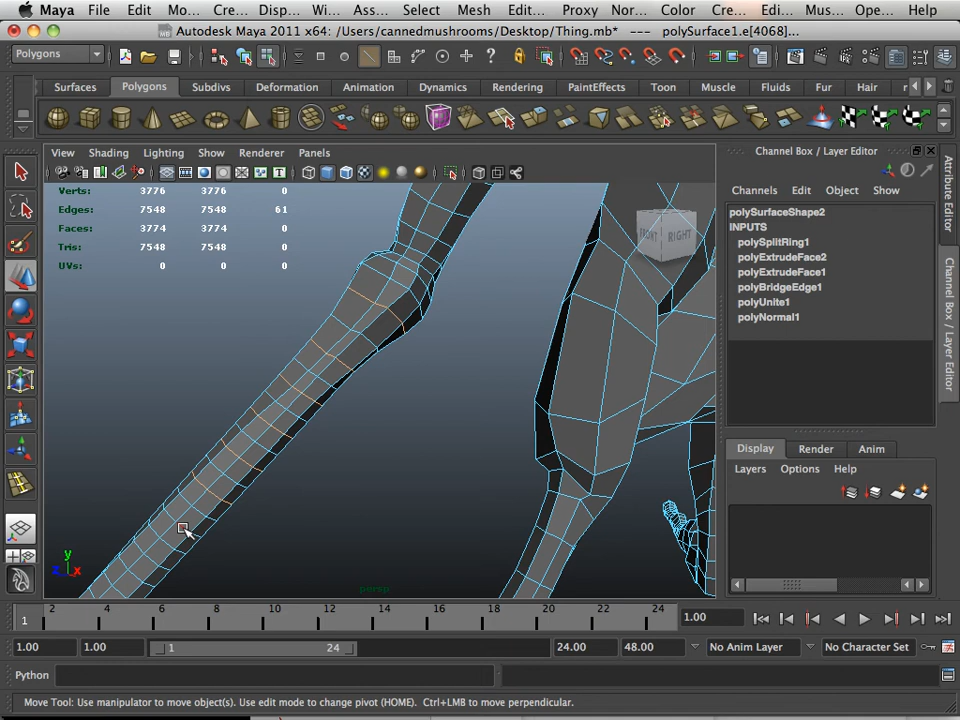 Maya File Edit Mo... Cre... Disp... Wi... Ass... Select Mesh Edit... Proxy Nor... Color Cre... Edi... Mus... Ope... Help
Autodesk Maya 2011 x64: /Users/cannedmushrooms/Desktop/Thing.mb* --- polySurface1.e[4068]...
Polygons
Surfaces Polygons Subdivs Deformation Animation Dynamics Rendering PaintEffects Toon Muscle Fluids Fur Hair
View Shading Lighting Show Renderer Panels
Channel Box / Layer Editor
Verts: 3776 3776 0
Edges: 7548 7548 61
Faces: 3774 3774 0
Tris: 7548 7548 0
UVs: 0 0 0
FRONT RIGHT
Channels Edit Object Show
polySurfaceShape2
INPUTS
polySplitRing1
polyExtrudeFace2
polyExtrudeFace1
polyBridgeEdge1
polyUnite1
polyNormal1
Attribute Editor
Channel Box / Layer Editor
Display Render Anim
Layers Options Help
y
z x
persp
1 2 4 6 8 10 12 14 16 18 20 22 24 1.00
1.00 1.00 1 24 24.00 48.00 No Anim Layer No Character Set
Python
Move Tool: Use manipulator to move object(s). Use edit mode to change pivot (HOME). Ctrl+LMB to move perpendicular.